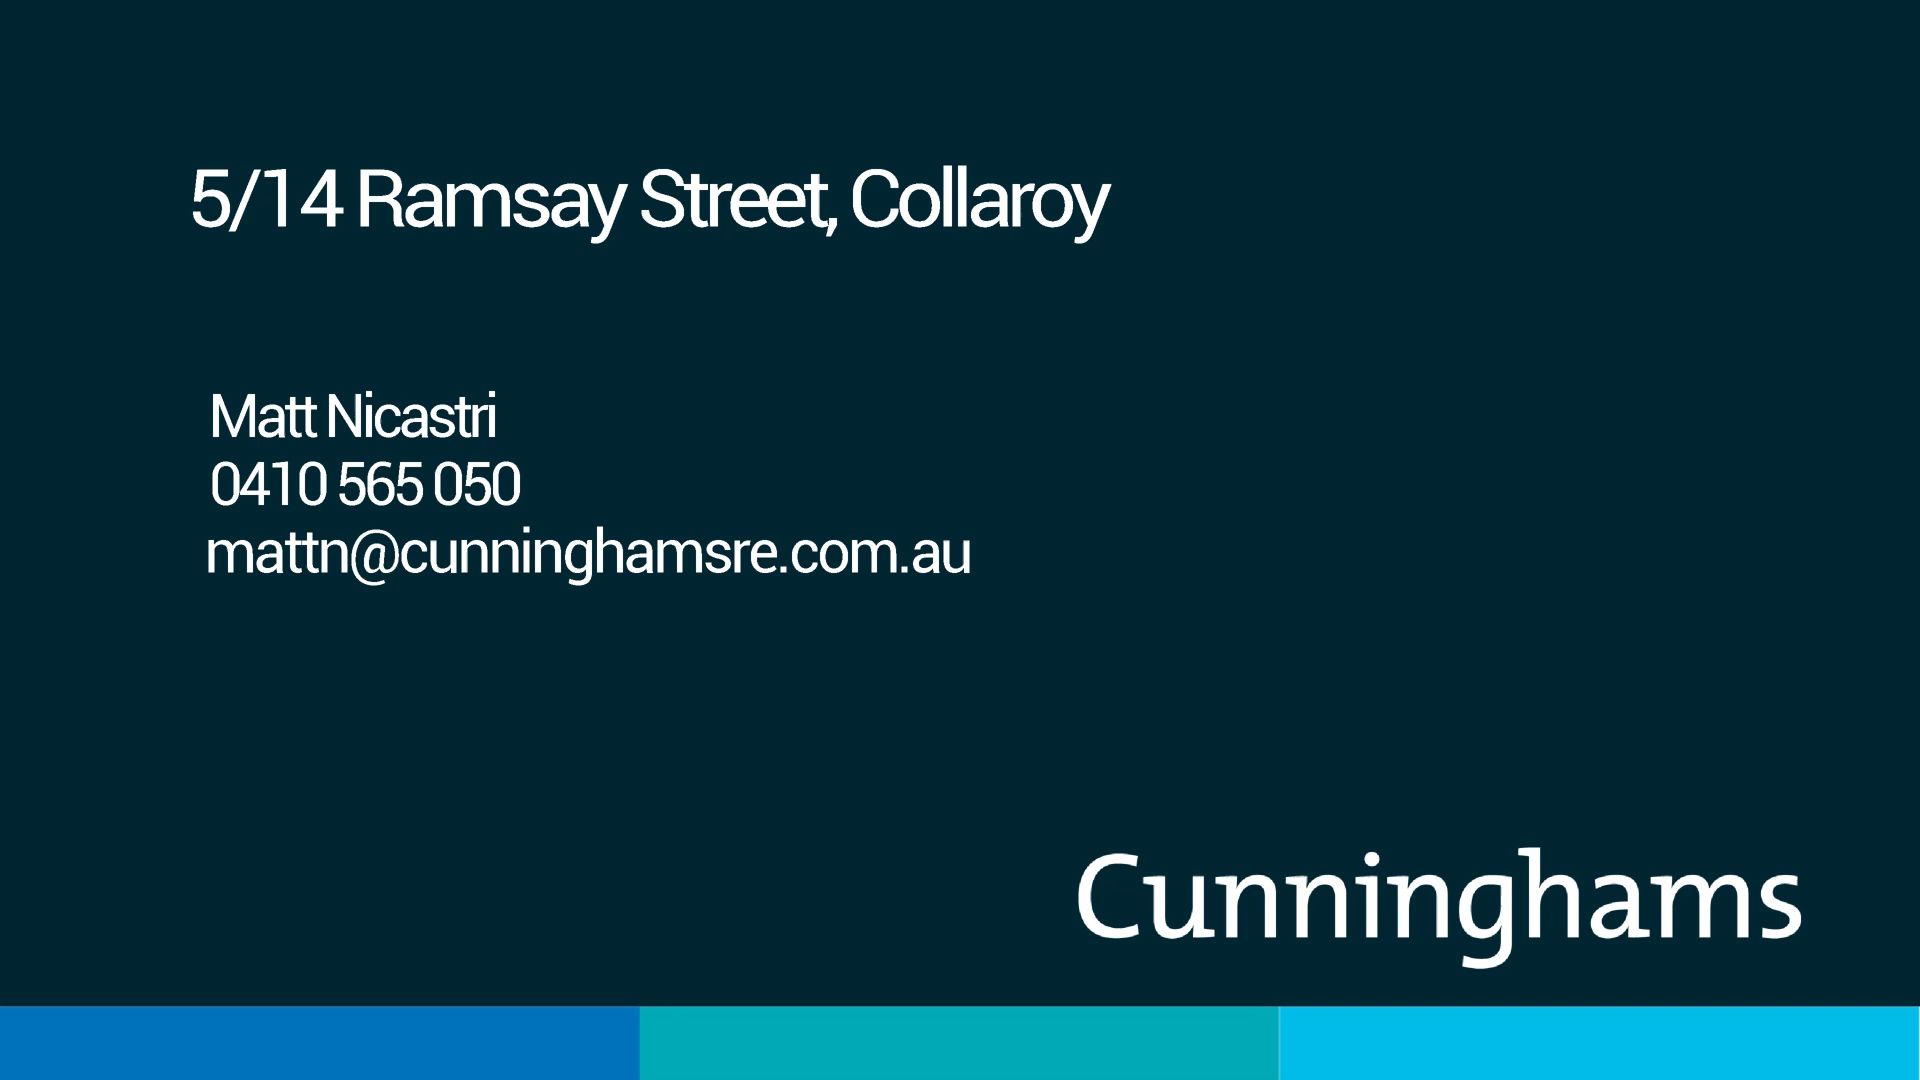 5/14 Ramsay Street, Collaroy
Matt Nicastri
0410 565 050
mattn@cunninghamsre.com.au
Cunninghams